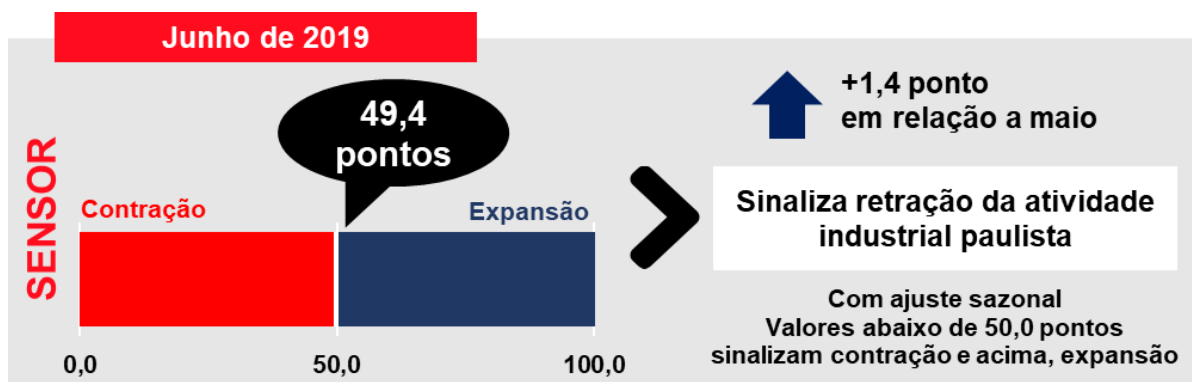 Junho de 2019
SENSOR
49,4
pontos
Contração
Expansão
0,0
50,0
100,0
+1,4 ponto
em relação a maio
Sinaliza retração da atividade
industrial paulista
Com ajuste sazonal
Valores abaixo de 50,0 pontos
sinalizam contração e acima, expansão